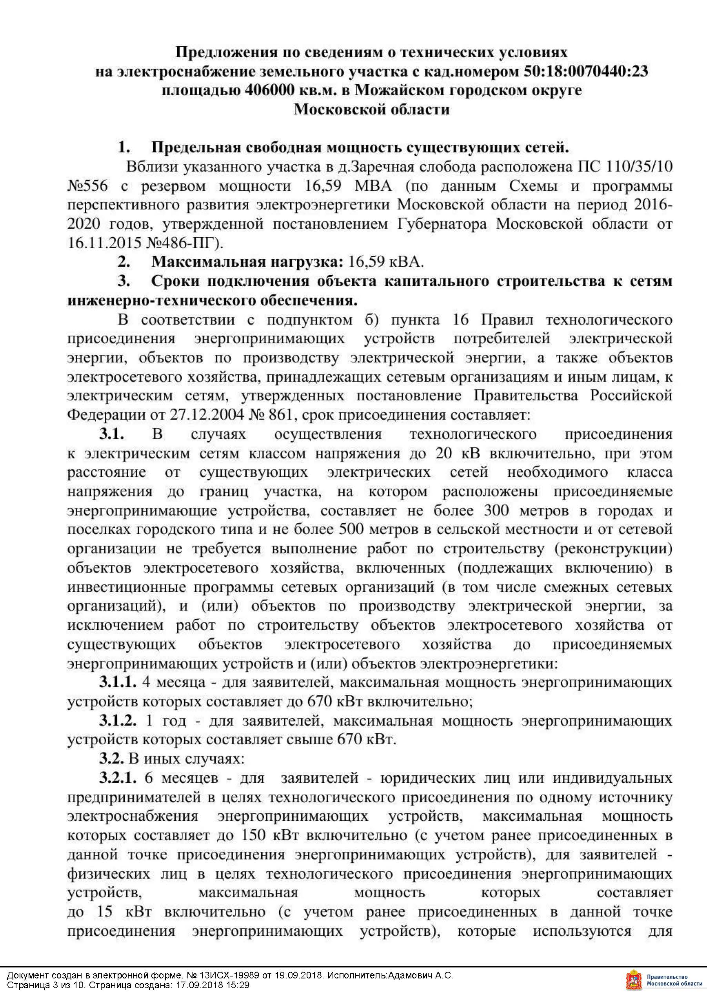 Предложения по сведениям о технических условиях
на электроснабжение земельного участка с кад.номером 50:18:0070440:23
площадью 406000 кв.м. в Можайском городском округе
Московской области
1. Предельная свободная мощность существующих сетей.
Вблизи указанного участка в д.Заречная слобода расположена ПС 110/35/10
№556 с резервом мощности 16,59 МВА (по данным Схемы и программы
перспективного развития электроэнергетики Московской области на период 2016-
2020 годов, утвержденной постановлением Губернатора Московской области от
16.11.2015 №486-ПГ).
2. Максимальная нагрузка: 16,59 кВА.
3. Сроки подключения объекта капитального строительства к сетям
инженерно-технического обеспечения.
В соответствии с подпунктом б) пункта 16 Правил технологического
присоединения энергопринимающих устройств потребителей электрической
энергии, объектов по производству электрической энергии, а также объектов
электросетевого хозяйства, принадлежащих сетевым организациям и иным лицам, к
электрическим сетям, утвержденных постановление Правительства Российской
Федерации от 27.12.2004 № 861, срок присоединения составляет:
3.1. В случаях осуществления технологического присоединения
к электрическим сетям классом напряжения до 20 кВ включительно, при этом
расстояние от существующих электрических сетей необходимого класса
напряжения до границ участка, на котором расположены присоединяемые
энергопринимающие устройства, составляет не более 300 метров в городах и
поселках городского типа и не более 500 метров в сельской местности и от сетевой
организации не требуется выполнение работ по строительству (реконструкции)
объектов электросетевого хозяйства, включенных (подлежащих включению) в
инвестиционные программы сетевых организаций (в том числе смежных сетевых
организаций), и (или) объектов по производству электрической энергии, за
исключением работ по строительству объектов электросетевого хозяйства от
существующих объектов электросетевого хозяйства до присоединяемых
энергопринимающих устройств и (или) объектов электроэнергетики:
3.1.1. 4 месяца - для заявителей, максимальная мощность энергопринимающих
устройств которых составляет до 670 кВт включительно;
3.1.2. 1 год - для заявителей, максимальная мощность энергопринимающих
устройств которых составляет свыше 670 кВт.
3.2. В иных случаях:
3.2.1. 6 месяцев - для заявителей - юридических лиц или индивидуальных
предпринимателей в целях технологического присоединения по одному источнику
электроснабжения энергопринимающих устройств, максимальная мощность
которых составляет до 150 кВт включительно (с учетом ранее присоединенных в
данной точке присоединения энергопринимающих устройств), для заявителей -
физических лиц в целях технологического присоединения энергопринимающих
устройств, максимальная мощность которых составляет
до 15 кВт включительно (с учетом ранее присоединенных в данной точке
присоединения энергопринимающих устройств), которые используются для
Документ создан в электронной форме. № 13ИСХ-19989 от 19.09.2018. Исполнитель:Адамович А.С.
Страница 3 из 10. Страница создана: 17.09.2018 15:29
Правительство
Московской области